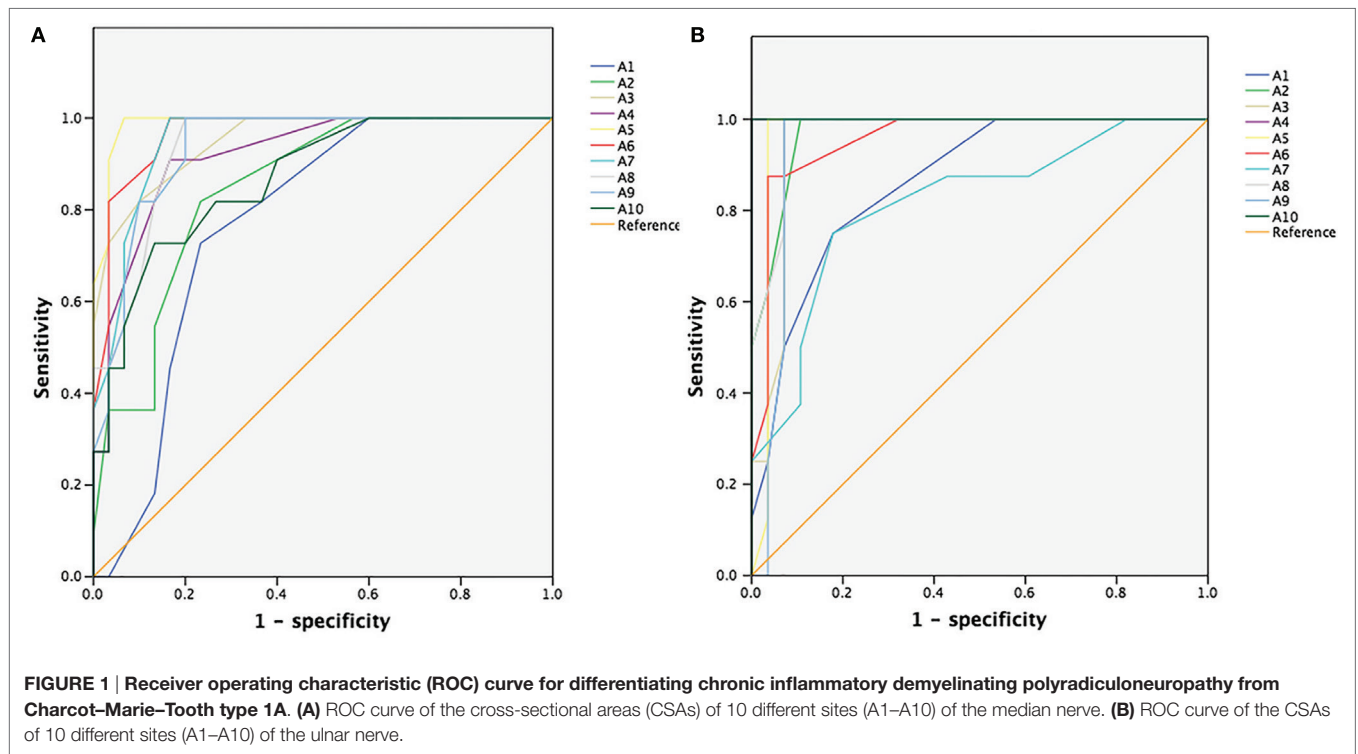 A
A1
A2
A3
A4
A5
A6
A7
A8
A9
A10
Reference
1.0
0.8
0.6
0.4
0.2
0.0
Sensitivity
0.0 0.2 0.4 0.6 0.8 1.0
1 – specificity
B
A1
A2
A3
A4
A5
A6
A7
A8
A9
A10
Reference
1.0
0.8
0.6
0.4
0.2
0.0
Sensitivity
0.0 0.2 0.4 0.6 0.8 1.0
1 – specificity
FIGURE 1 | Receiver operating characteristic (ROC) curve for differentiating chronic inflammatory demyelinating polyradiculoneuropathy from
Charcot–Marie–Tooth type 1A. (A) ROC curve of the cross-sectional areas (CSAs) of 10 different sites (A1–A10) of the median nerve. (B) ROC curve of the CSAs
of 10 different sites (A1–A10) of the ulnar nerve.